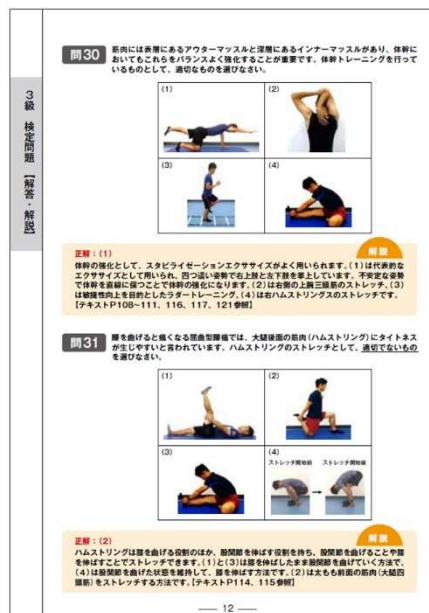 3級 検定問題 【解答・解説】
問30
筋肉には表層にあるアウターマッスルと深層にあるインナーマッスルがあり、体幹に
おいてもこれらをバランスよく強化することが重要です。体幹トレーニングを行って
いるものとして、適切なものを選びなさい。
(1)
(2)
(3)
(4)
解説
正解:(1)
体幹の強化として、スタビライゼーションエクササイズがよく用いられます。(1)は代表的な
エクササイズとして用いられ、四つ這い姿勢で右上肢と左下肢を挙上しています。不安定な姿勢
で体幹を直線に保つことで体幹の強化になります。(2)は右側の上腕三頭筋のストレッチ、(3)
は敏捷性向上を目的としたラダートレーニング、(4)は右ハムストリングスのストレッチです。
【テキストP108~111、116、117、121参照】
問31
腰を曲げると痛くなる屈曲型腰痛では、大腿後面の筋肉(ハムストリング)にタイトネス
が生じやすいと言われています。ハムストリングのストレッチとして、適切でないもの
を選びなさい。
(1)
(2)
(3)
(4)
ストレッチ開始前 ストレッチ開始後
解説
正解:(2)
ハムストリングは膝を曲げる役割のほか、股関節を伸ばす役割を持ち、股関節を曲げることや膝
を伸ばすことでストレッチできます。(1)と(3)は膝を伸ばしたまま股関節を曲げていく方法で、
(4)は股関節を曲げた状態を維持して、膝を伸ばす方法です。(2)は太もも前面の筋肉(大腿四
頭筋)をストレッチする方法です。【テキストP114、115参照】
12